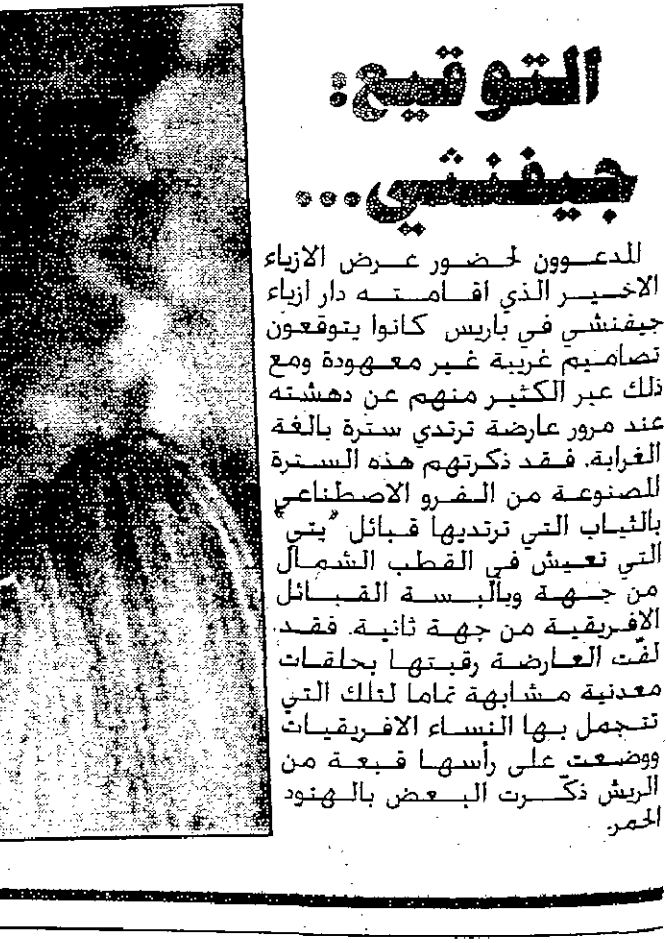 التوقيع:
جيفنشي...
المدعوون لحضور عرض الازياء
الاخير الذي اقامته دار ازياء
جيفنشي في باريس كانوا يتوقعون
تصاميم غريبة غير معهودة ومع
ذلك عبر الكثير منهم عن دهشته
عند مرور عارضة ترتدي سترة بالغة
الغرابة. فقد ذكرتهم هذه السترة
المصنوعة من الفرو الاصطناعي
بالثياب التي ترتديها قبائل "يتي"
التي تعيش في القطب الشمال
من جهة وبألبسة القبائل
الافريقية من جهة ثانية. فقد
لفّت العارضة رقبتها بحلقات
معدنية مشابهة تماما لتلك التي
تتجمل بها النساء الافريقيات
ووضعت على رأسها قبعة من
الريش ذكّرت البعض بالهنود
الحمر.